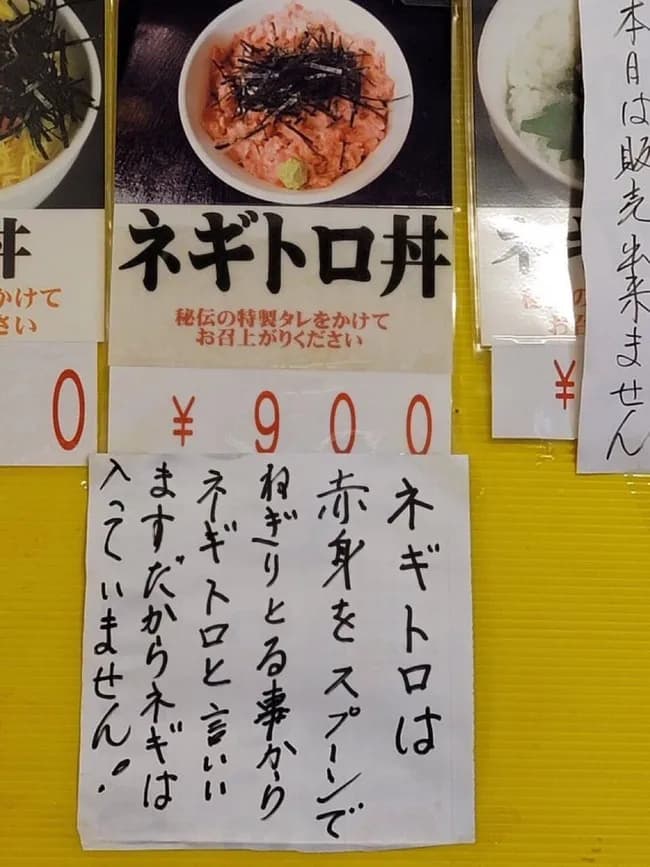 丼
かけて
さい
0
ネギトロ丼
秘伝の特製タレをかけて
お召上がりください
¥900
ネギトロは
赤身をスプーンで
ねぎりとる事から
ネギトロと言いい
ますだからネギは
入っていません!
ネ
¥
本日は販売出来ません